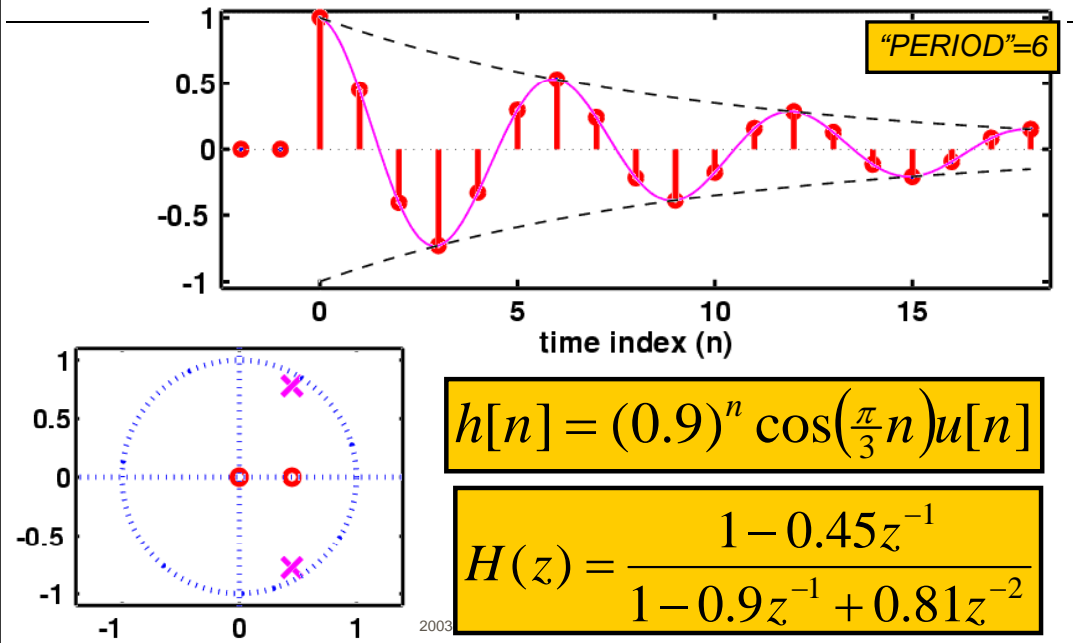 “PERIOD”=6
1
0.5
0
-0.5
-1
0 5 10 15
time index (n)
1
0.5
0
-0.5
-1
-1 0 1
h[n] = (0.9)^n cos(π/3 n)u[n]
H(z) = (1 − 0.45z^−1) / (1 − 0.9z^−1 + 0.81z^−2)
2003